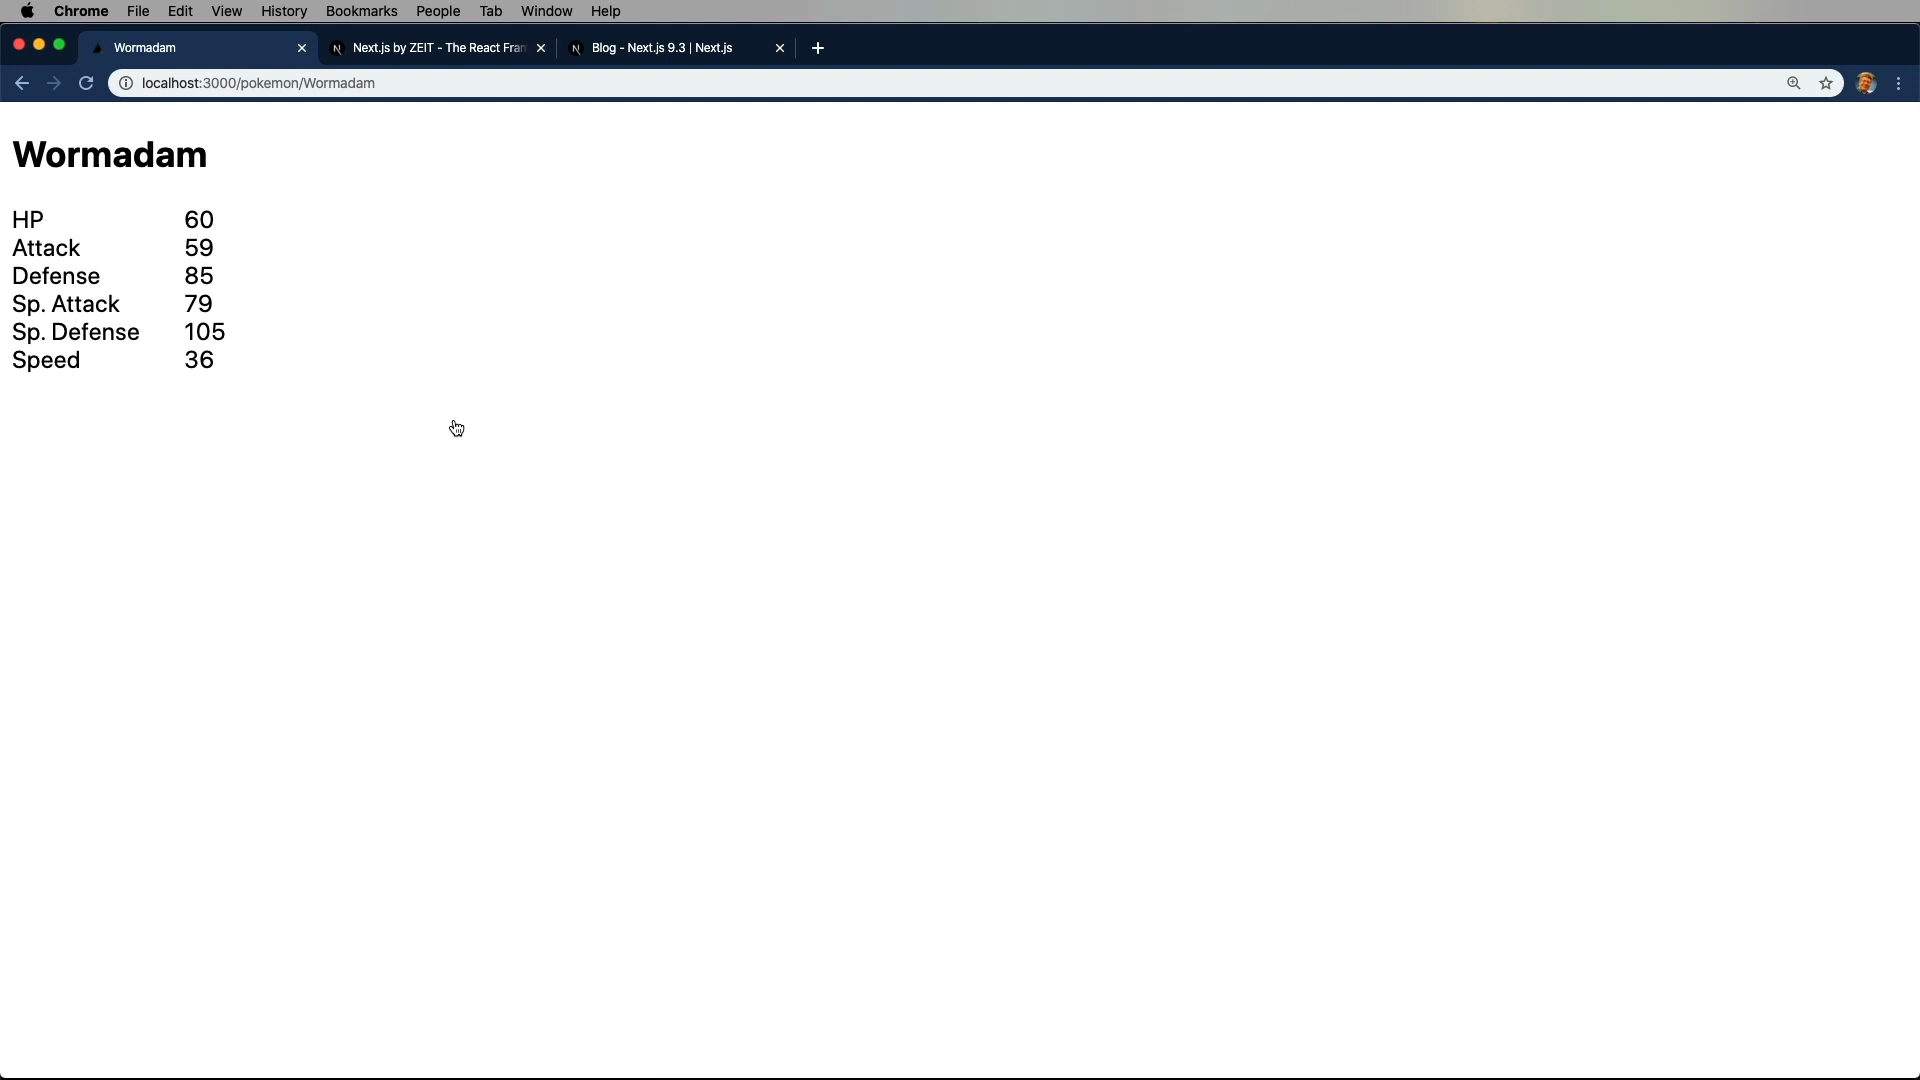 Chrome File Edit View History Bookmarks People Tab Window Help
Wormadam Next.js by ZEIT - The React Fra Blog - Next.js 9.3 | Next.js
localhost:3000/pokemon/Wormadam
Wormadam
HP 60
Attack 59
Defense 85
Sp. Attack 79
Sp. Defense 105
Speed 36